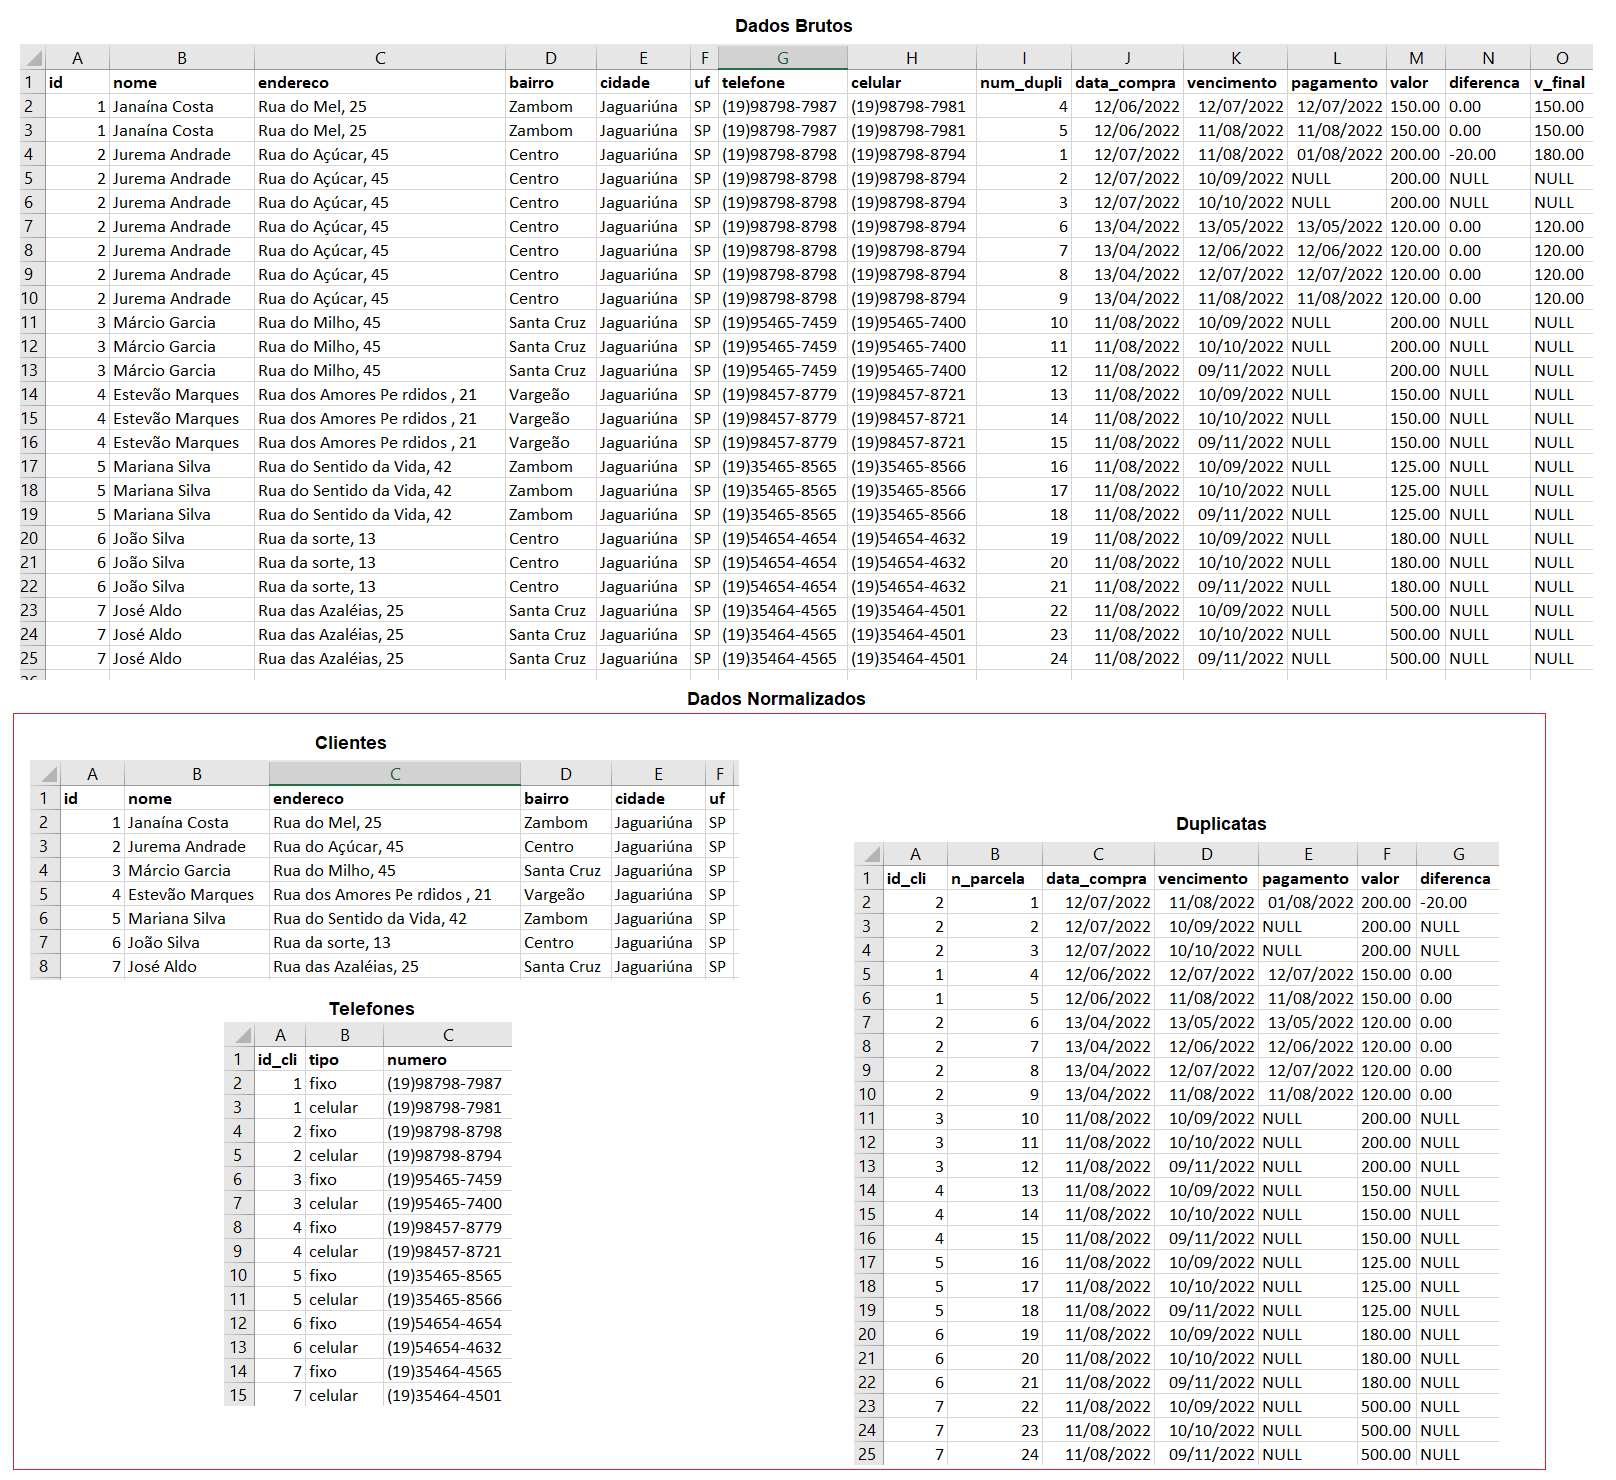 Dados Brutos
A B C D E F G H I J K L M N O
1 id nome endereco bairro cidade uf telefone celular num_dupli data_compra vencimento pagamento valor diferenca v_final
2 1 Janaína Costa Rua do Mel, 25 Zambom Jaguariúna SP (19)98798-7987 (19)98798-7981 4 12/06/2022 12/07/2022 12/07/2022 150.00 0.00 150.00
3 1 Janaína Costa Rua do Mel, 25 Zambom Jaguariúna SP (19)98798-7987 (19)98798-7981 5 12/06/2022 11/08/2022 11/08/2022 150.00 0.00 150.00
4 2 Jurema Andrade Rua do Açúcar, 45 Centro Jaguariúna SP (19)98798-8798 (19)98798-8794 1 12/07/2022 11/08/2022 01/08/2022 200.00 -20.00 180.00
5 2 Jurema Andrade Rua do Açúcar, 45 Centro Jaguariúna SP (19)98798-8798 (19)98798-8794 2 12/07/2022 10/09/2022 NULL 200.00 NULL NULL
6 2 Jurema Andrade Rua do Açúcar, 45 Centro Jaguariúna SP (19)98798-8798 (19)98798-8794 3 12/07/2022 10/10/2022 NULL 200.00 NULL NULL
7 2 Jurema Andrade Rua do Açúcar, 45 Centro Jaguariúna SP (19)98798-8798 (19)98798-8794 6 13/04/2022 13/05/2022 13/05/2022 120.00 0.00 120.00
8 2 Jurema Andrade Rua do Açúcar, 45 Centro Jaguariúna SP (19)98798-8798 (19)98798-8794 7 13/04/2022 12/06/2022 12/06/2022 120.00 0.00 120.00
9 2 Jurema Andrade Rua do Açúcar, 45 Centro Jaguariúna SP (19)98798-8798 (19)98798-8794 8 13/04/2022 12/07/2022 12/07/2022 120.00 0.00 120.00
10 2 Jurema Andrade Rua do Açúcar, 45 Centro Jaguariúna SP (19)98798-8798 (19)98798-8794 9 13/04/2022 11/08/2022 11/08/2022 120.00 0.00 120.00
11 3 Márcio Garcia Rua do Milho, 45 Santa Cruz Jaguariúna SP (19)95465-7459 (19)95465-7400 10 11/08/2022 10/09/2022 NULL 200.00 NULL NULL
12 3 Márcio Garcia Rua do Milho, 45 Santa Cruz Jaguariúna SP (19)95465-7459 (19)95465-7400 11 11/08/2022 10/10/2022 NULL 200.00 NULL NULL
13 3 Márcio Garcia Rua do Milho, 45 Santa Cruz Jaguariúna SP (19)95465-7459 (19)95465-7400 12 11/08/2022 09/11/2022 NULL 200.00 NULL NULL
14 4 Estevão Marques Rua dos Amores Pe rdidos , 21 Vargeão Jaguariúna SP (19)98457-8779 (19)98457-8721 13 11/08/2022 10/09/2022 NULL 150.00 NULL NULL
15 4 Estevão Marques Rua dos Amores Pe rdidos , 21 Vargeão Jaguariúna SP (19)98457-8779 (19)98457-8721 14 11/08/2022 10/10/2022 NULL 150.00 NULL NULL
16 4 Estevão Marques Rua dos Amores Pe rdidos , 21 Vargeão Jaguariúna SP (19)98457-8779 (19)98457-8721 15 11/08/2022 09/11/2022 NULL 150.00 NULL NULL
17 5 Mariana Silva Rua do Sentido da Vida, 42 Zambom Jaguariúna SP (19)35465-8565 (19)35465-8566 16 11/08/2022 10/09/2022 NULL 125.00 NULL NULL
18 5 Mariana Silva Rua do Sentido da Vida, 42 Zambom Jaguariúna SP (19)35465-8565 (19)35465-8566 17 11/08/2022 10/10/2022 NULL 125.00 NULL NULL
19 5 Mariana Silva Rua do Sentido da Vida, 42 Zambom Jaguariúna SP (19)35465-8565 (19)35465-8566 18 11/08/2022 09/11/2022 NULL 125.00 NULL NULL
20 6 João Silva Rua da sorte, 13 Centro Jaguariúna SP (19)54654-4654 (19)54654-4632 19 11/08/2022 10/09/2022 NULL 180.00 NULL NULL
21 6 João Silva Rua da sorte, 13 Centro Jaguariúna SP (19)54654-4654 (19)54654-4632 20 11/08/2022 10/10/2022 NULL 180.00 NULL NULL
22 6 João Silva Rua da sorte, 13 Centro Jaguariúna SP (19)54654-4654 (19)54654-4632 21 11/08/2022 09/11/2022 NULL 180.00 NULL NULL
23 7 José Aldo Rua das Azaléias, 25 Santa Cruz Jaguariúna SP (19)35464-4565 (19)35464-4501 22 11/08/2022 10/09/2022 NULL 500.00 NULL NULL
24 7 José Aldo Rua das Azaléias, 25 Santa Cruz Jaguariúna SP (19)35464-4565 (19)35464-4501 23 11/08/2022 10/10/2022 NULL 500.00 NULL NULL
25 7 José Aldo Rua das Azaléias, 25 Santa Cruz Jaguariúna SP (19)35464-4565 (19)35464-4501 24 11/08/2022 09/11/2022 NULL 500.00 NULL NULL
Dados Normalizados
Clientes
A B C D E F
1 id nome endereco bairro cidade uf
2 1 Janaína Costa Rua do Mel, 25 Zambom Jaguariúna SP
3 2 Jurema Andrade Rua do Açúcar, 45 Centro Jaguariúna SP
4 3 Márcio Garcia Rua do Milho, 45 Santa Cruz Jaguariúna SP
5 4 Estevão Marques Rua dos Amores Pe rdidos , 21 Vargeão Jaguariúna SP
6 5 Mariana Silva Rua do Sentido da Vida, 42 Zambom Jaguariúna SP
7 6 João Silva Rua da sorte, 13 Centro Jaguariúna SP
8 7 José Aldo Rua das Azaléias, 25 Santa Cruz Jaguariúna SP
Telefones
A B C
1 id_cli tipo numero
2 1 fixo (19)98798-7987
3 1 celular (19)98798-7981
4 2 fixo (19)98798-8798
5 2 celular (19)98798-8794
6 3 fixo (19)95465-7459
7 3 celular (19)95465-7400
8 4 fixo (19)98457-8779
9 4 celular (19)98457-8721
10 5 fixo (19)35465-8565
11 5 celular (19)35465-8566
12 6 fixo (19)54654-4654
13 6 celular (19)54654-4632
14 7 fixo (19)35464-4565
15 7 celular (19)35464-4501
Duplicatas
A B C D E F G
1 id_cli n_parcela data_compra vencimento pagamento valor diferenca
2 2 1 12/07/2022 11/08/2022 01/08/2022 200.00 -20.00
3 2 2 12/07/2022 10/09/2022 NULL 200.00 NULL
4 2 3 12/07/2022 10/10/2022 NULL 200.00 NULL
5 1 4 12/06/2022 12/07/2022 12/07/2022 150.00 0.00
6 1 5 12/06/2022 11/08/2022 11/08/2022 150.00 0.00
7 2 6 13/04/2022 13/05/2022 13/05/2022 120.00 0.00
8 2 7 13/04/2022 12/06/2022 12/06/2022 120.00 0.00
9 2 8 13/04/2022 12/07/2022 12/07/2022 120.00 0.00
10 2 9 13/04/2022 11/08/2022 11/08/2022 120.00 0.00
11 3 10 11/08/2022 10/09/2022 NULL 200.00 NULL
12 3 11 11/08/2022 10/10/2022 NULL 200.00 NULL
13 3 12 11/08/2022 09/11/2022 NULL 200.00 NULL
14 4 13 11/08/2022 10/09/2022 NULL 150.00 NULL
15 4 14 11/08/2022 10/10/2022 NULL 150.00 NULL
16 4 15 11/08/2022 09/11/2022 NULL 150.00 NULL
17 5 16 11/08/2022 10/09/2022 NULL 125.00 NULL
18 5 17 11/08/2022 10/10/2022 NULL 125.00 NULL
19 5 18 11/08/2022 09/11/2022 NULL 125.00 NULL
20 6 19 11/08/2022 10/09/2022 NULL 180.00 NULL
21 6 20 11/08/2022 10/10/2022 NULL 180.00 NULL
22 6 21 11/08/2022 09/11/2022 NULL 180.00 NULL
23 7 22 11/08/2022 10/09/2022 NULL 500.00 NULL
24 7 23 11/08/2022 10/10/2022 NULL 500.00 NULL
25 7 24 11/08/2022 09/11/2022 NULL 500.00 NULL